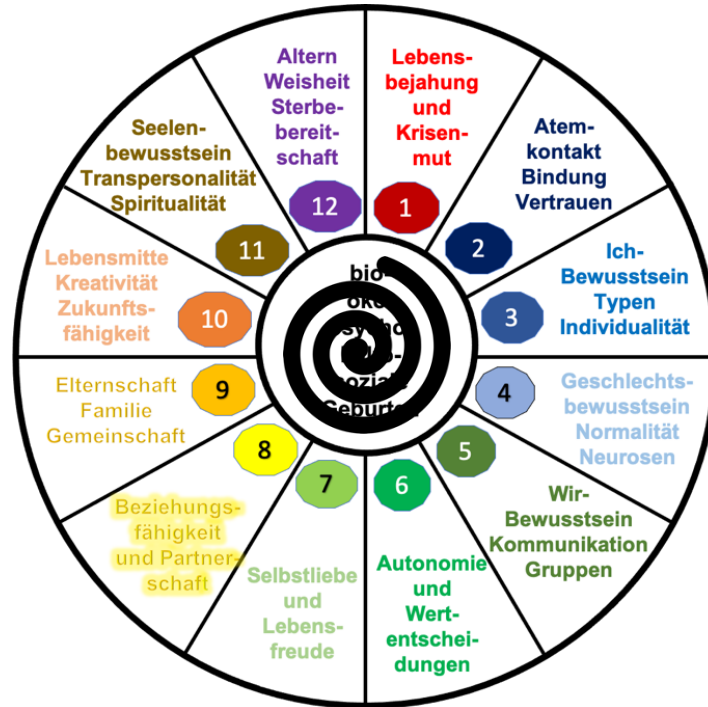 Lebens-
bejahung
und
Krisen-
mut
1
Atem-
kontakt
Bindung
Vertrauen
2
Ich-
Bewusstsein
Typen
Individualität
3
Geschlechts-
bewusstsein
Normalität
Neurosen
4
Wir-
Bewusstsein
Kommunikation
Gruppen
5
Autonomie
und
Wert-
entschei-
dungen
6
Selbstliebe
und
Lebens-
freude
7
Beziehungs-
fähigkeit
und Partner-
schaft
8
Elternschaft
Familie
Gemeinschaft
9
Lebensmitte
Kreativität
Zukunfts-
fähigkeit
10
Seelen-
bewusstsein
Transpersonalität
Spiritualität
11
Altern
Weisheit
Sterbe-
bereit-
schaft
12
bio-